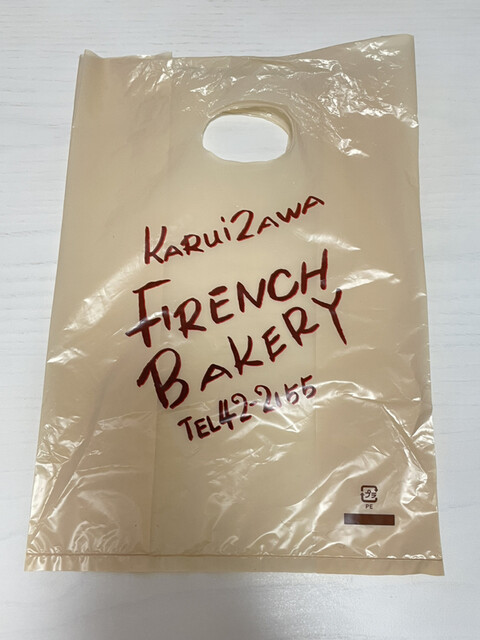 KARUIZAWA
FRENCH
BAKERY
TEL42-2155
プラ
PE